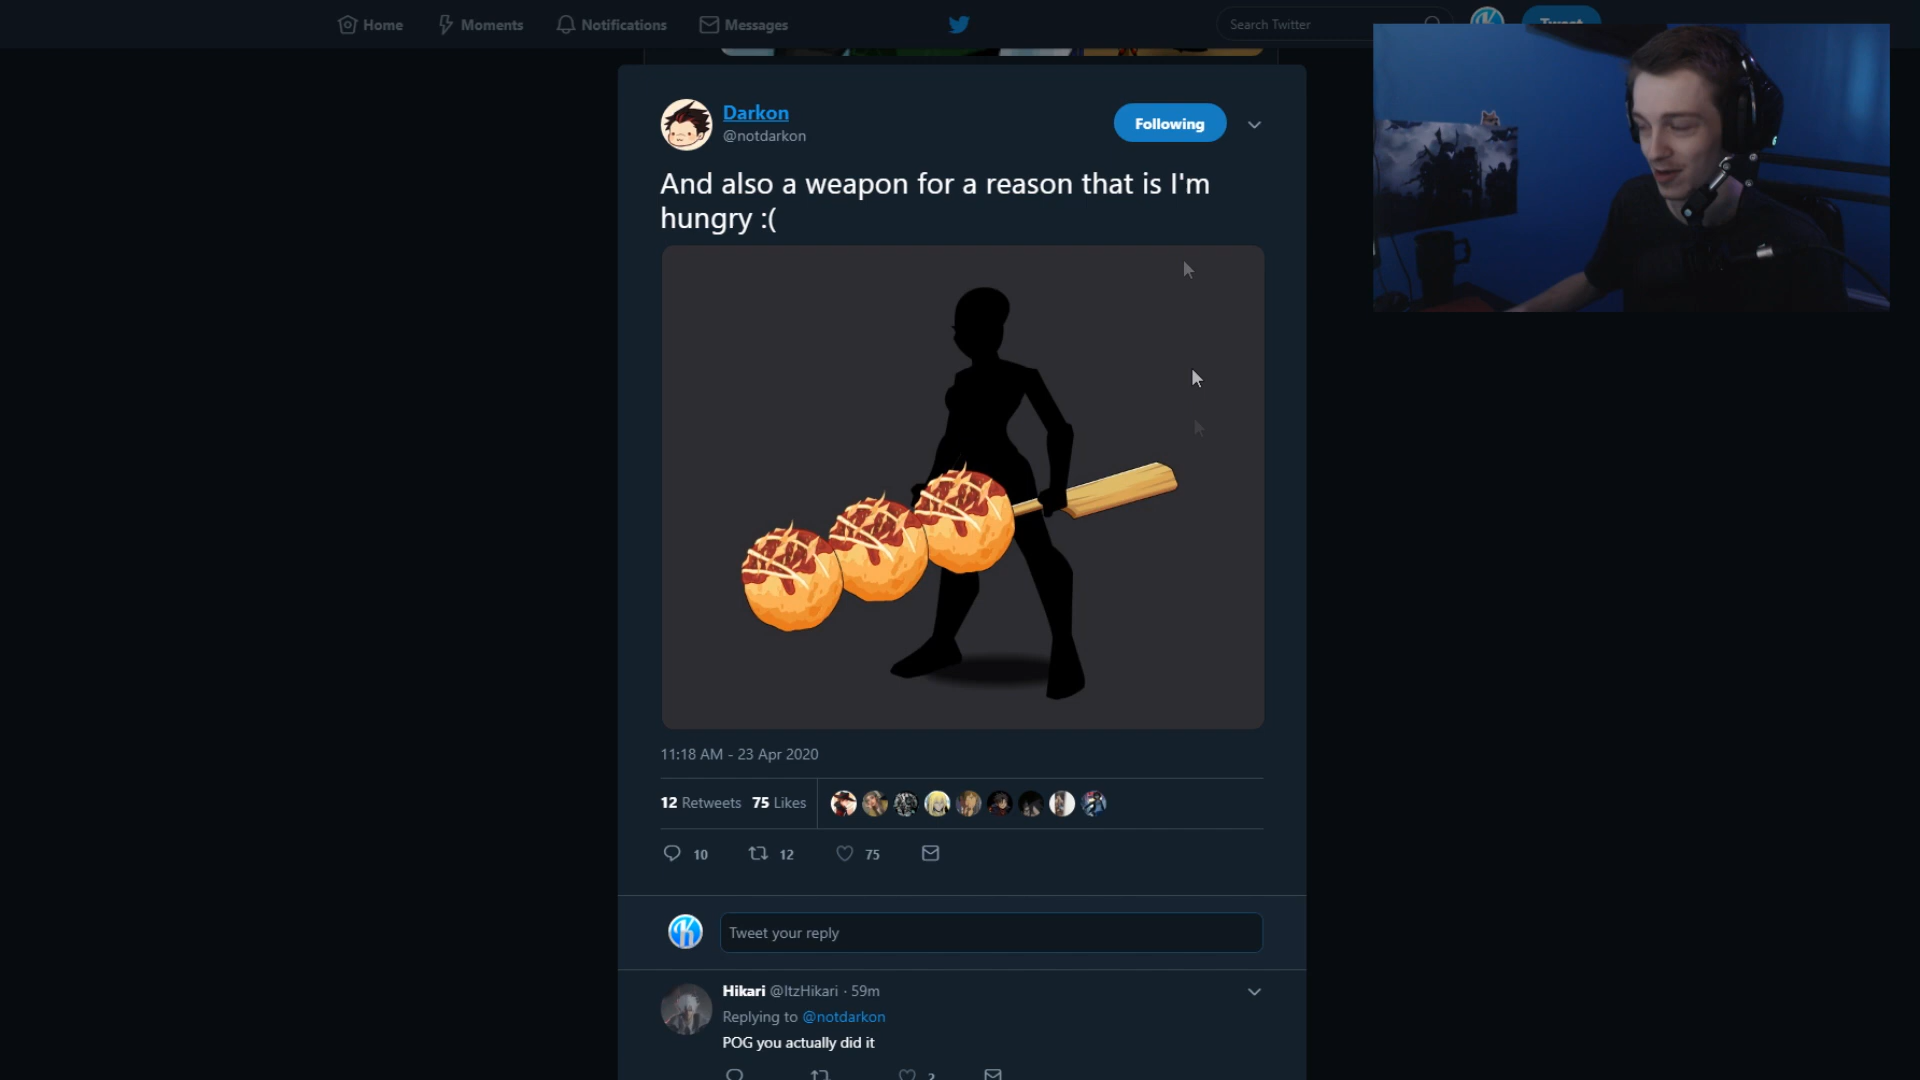 Home Moments Notifications Messages Search Twitter
Darkon
@notdarkon
Following
And also a weapon for a reason that is I'm
hungry :(
11:18 AM - 23 Apr 2020
12 Retweets 75 Likes
10 12 75
Tweet your reply
Hikari @ItzHikari · 59m
Replying to @notdarkon
POG you actually did it